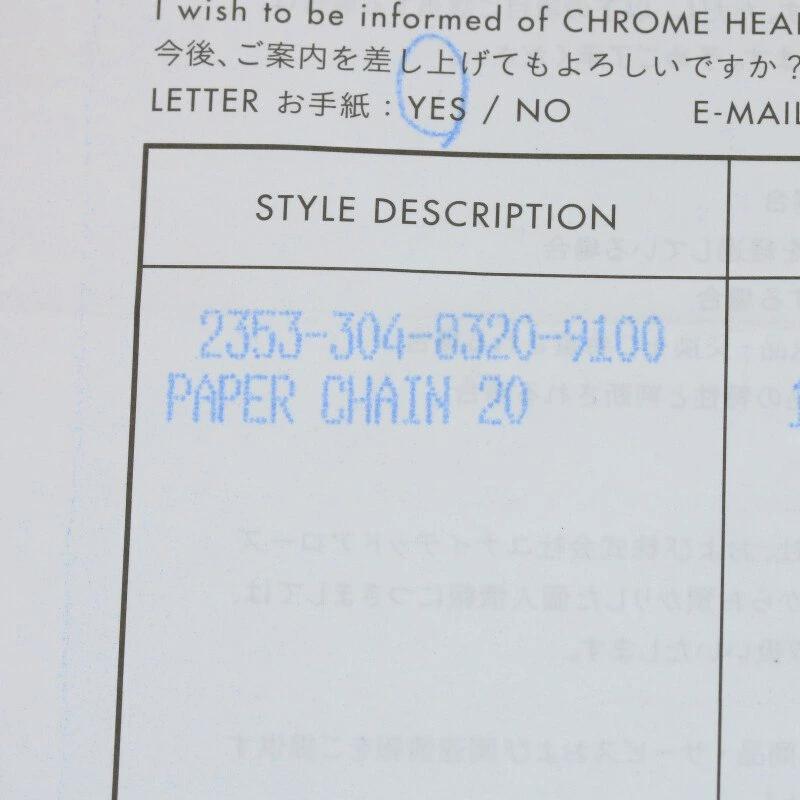 I wish to be informed of CHROME HEA
今後、ご案内を差し上げてもよろしいですか？
LETTER お手紙：YES / NO E-MAIL
STYLE DESCRIPTION
2353-304-8320-9100
PAPER CHAIN 20